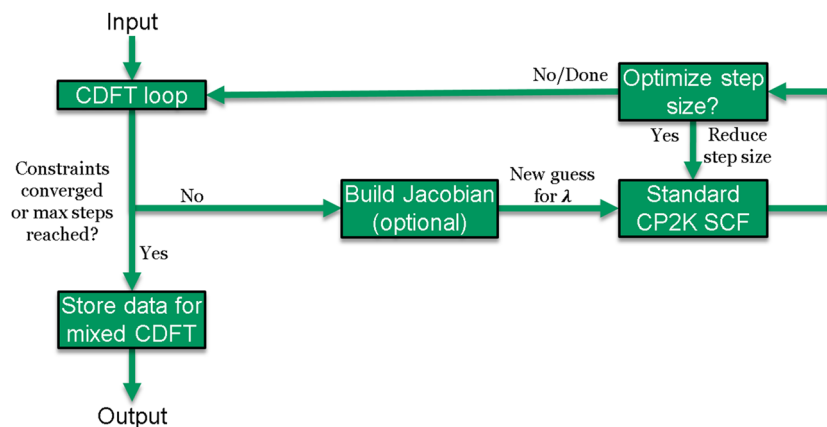 Input
CDFT loop
No/Done
Optimize step
size?
Yes
Reduce
step size
Constraints
converged
or max steps
reached?
No
Build Jacobian
(optional)
New guess
for λ
Standard
CP2K SCF
Yes
Store data for
mixed CDFT
Output